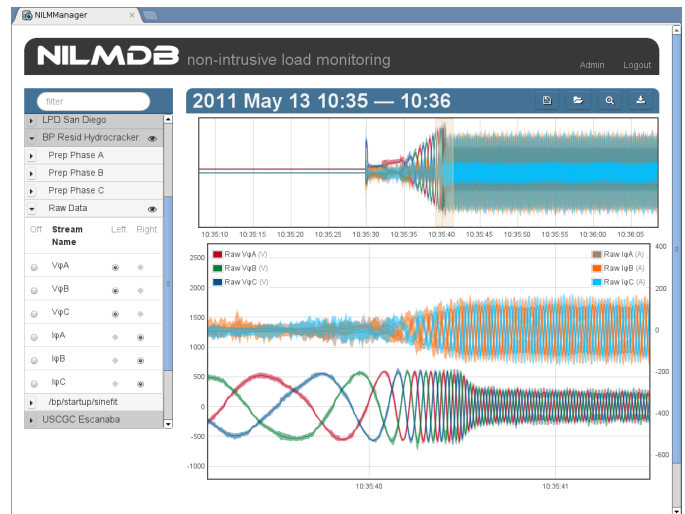 NILMManager
NILMDB non-intrusive load monitoring
Admin Logout
filter
LPD San Diego
BP Resid Hydrocracker
Prep Phase A
Prep Phase B
Prep Phase C
Raw Data
Off Stream Name Left Right
VφA
VφB
VφC
IφA
IφB
IφC
/bp/startup/sinefit
USCGC Escanaba
2011 May 13 10:35 — 10:36
10:35:10 10:35:15 10:35:20 10:35:25 10:35:30 10:35:35 10:35:40 10:35:45 10:35:50 10:35:55 10:36:00 10:36:05
Raw VφA (V)
Raw VφB (V)
Raw VφC (V)
Raw IφA (A)
Raw IφB (A)
Raw IφC (A)
2500
2000
1500
1000
500
0
-500
-1000
400
200
0
-200
-400
-600
10:35:40 10:35:41